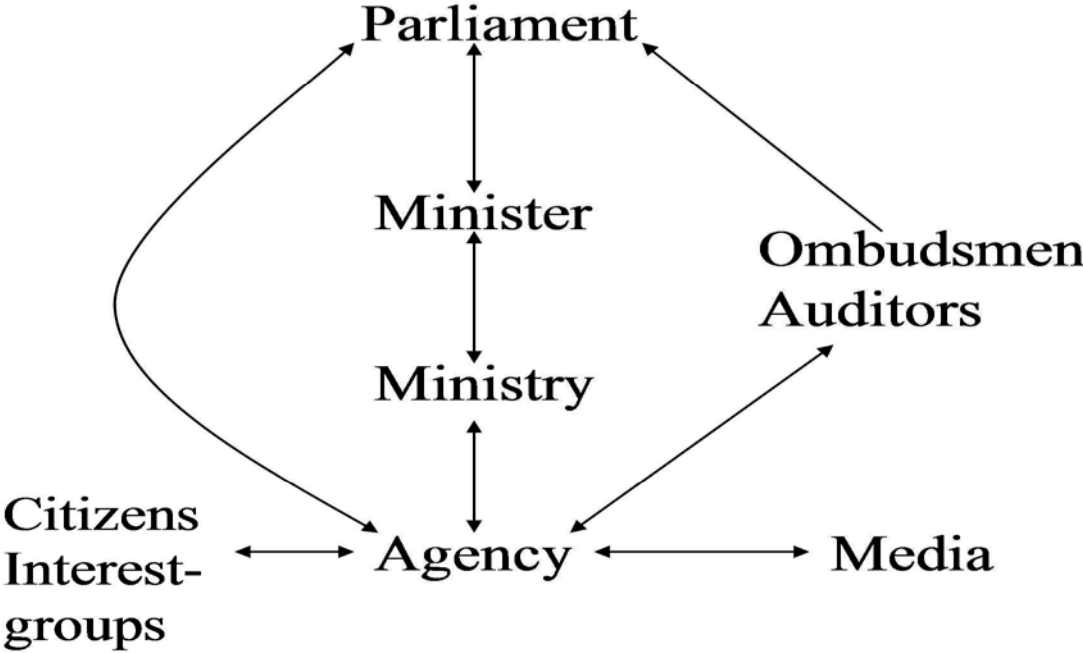 Parliament
Minister
Ombudsmen
Auditors
Ministry
Citizens
Interest-
groups
Agency
Media